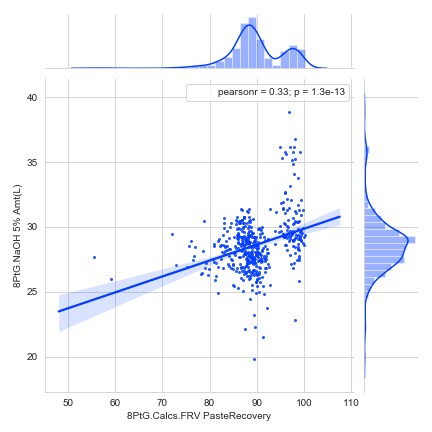 pearsonr = 0.33; p = 1.3e-13
40
35
30
25
20
8PtG.NaOH 5% Amt(L)
50 60 70 80 90 100 110
8PtG.Calcs.FRV PasteRecovery